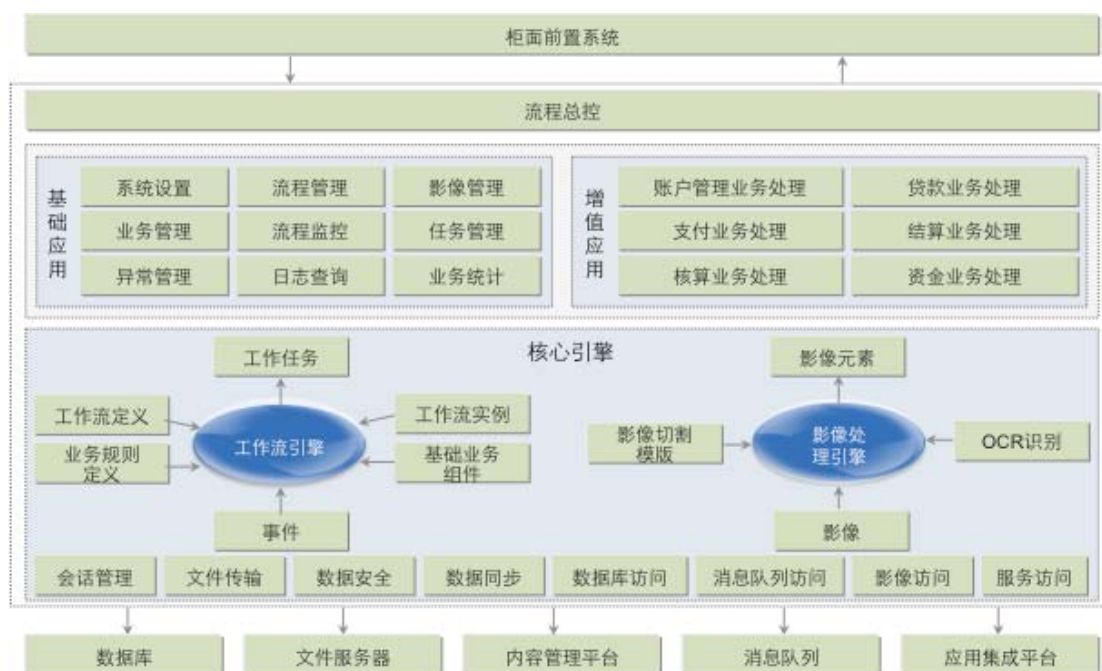 柜面前置系统
流程总控
基础应用
系统设置
流程管理
影像管理
业务管理
流程监控
任务管理
异常管理
日志查询
业务统计
增值应用
账户管理业务处理
贷款业务处理
支付业务处理
结算业务处理
核算业务处理
资金业务处理
核心引擎
工作任务
工作流定义
业务规则
定义
工作流引擎
工作流实例
基础业务
组件
事件
影像元素
影像切割
模版
影像处
理引擎
OCR识别
影像
会话管理
文件传输
数据安全
数据同步
数据库访问
消息队列访问
影像访问
服务访问
数据库
文件服务器
内容管理平台
消息队列
应用集成平台